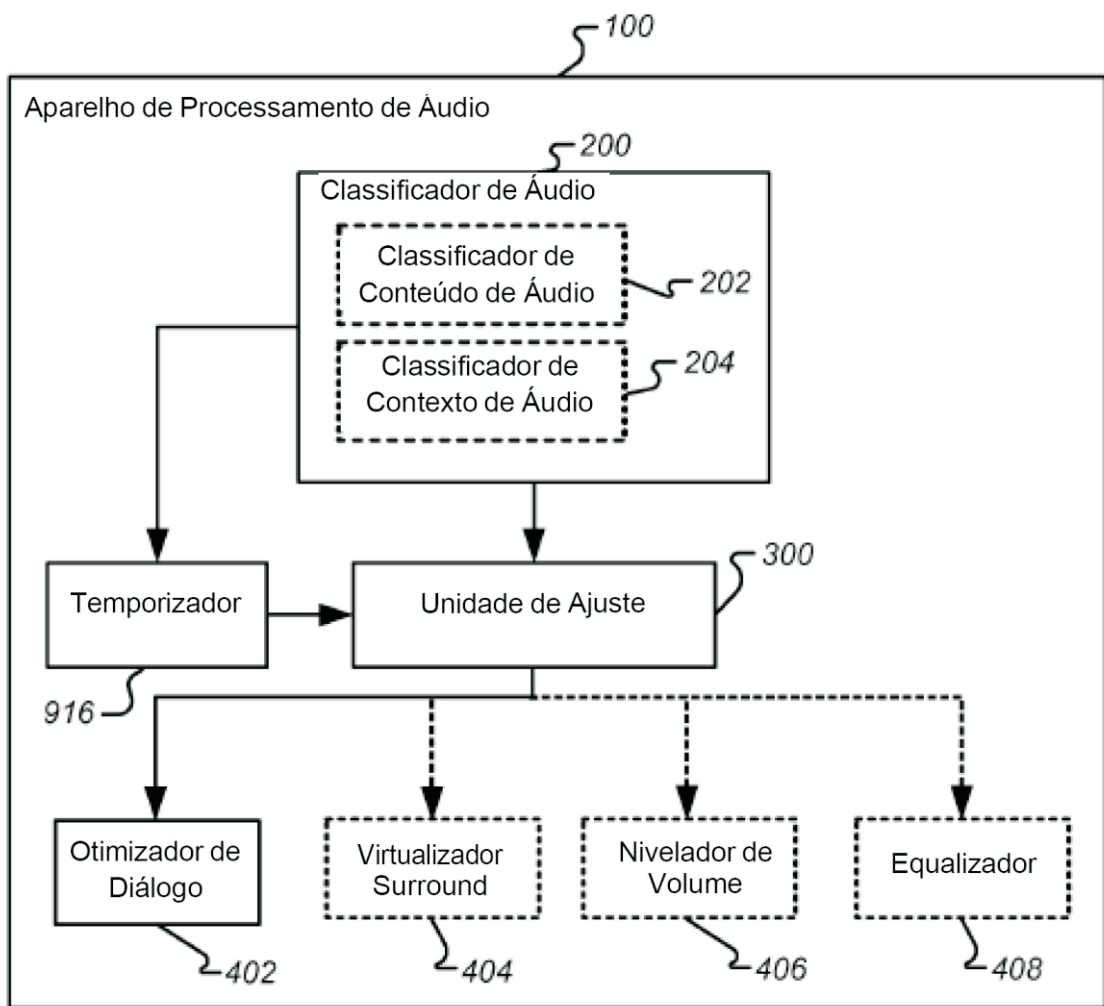 100
Aparelho de Processamento de Áudio
200
Classificador de Áudio
Classificador de
Conteúdo de Áudio
202
Classificador de
Contexto de Áudio
204
Temporizador
916
Unidade de Ajuste
300
Otimizador de
Diálogo
402
Virtualizador
Surround
404
Nivelador de
Volume
406
Equalizador
408